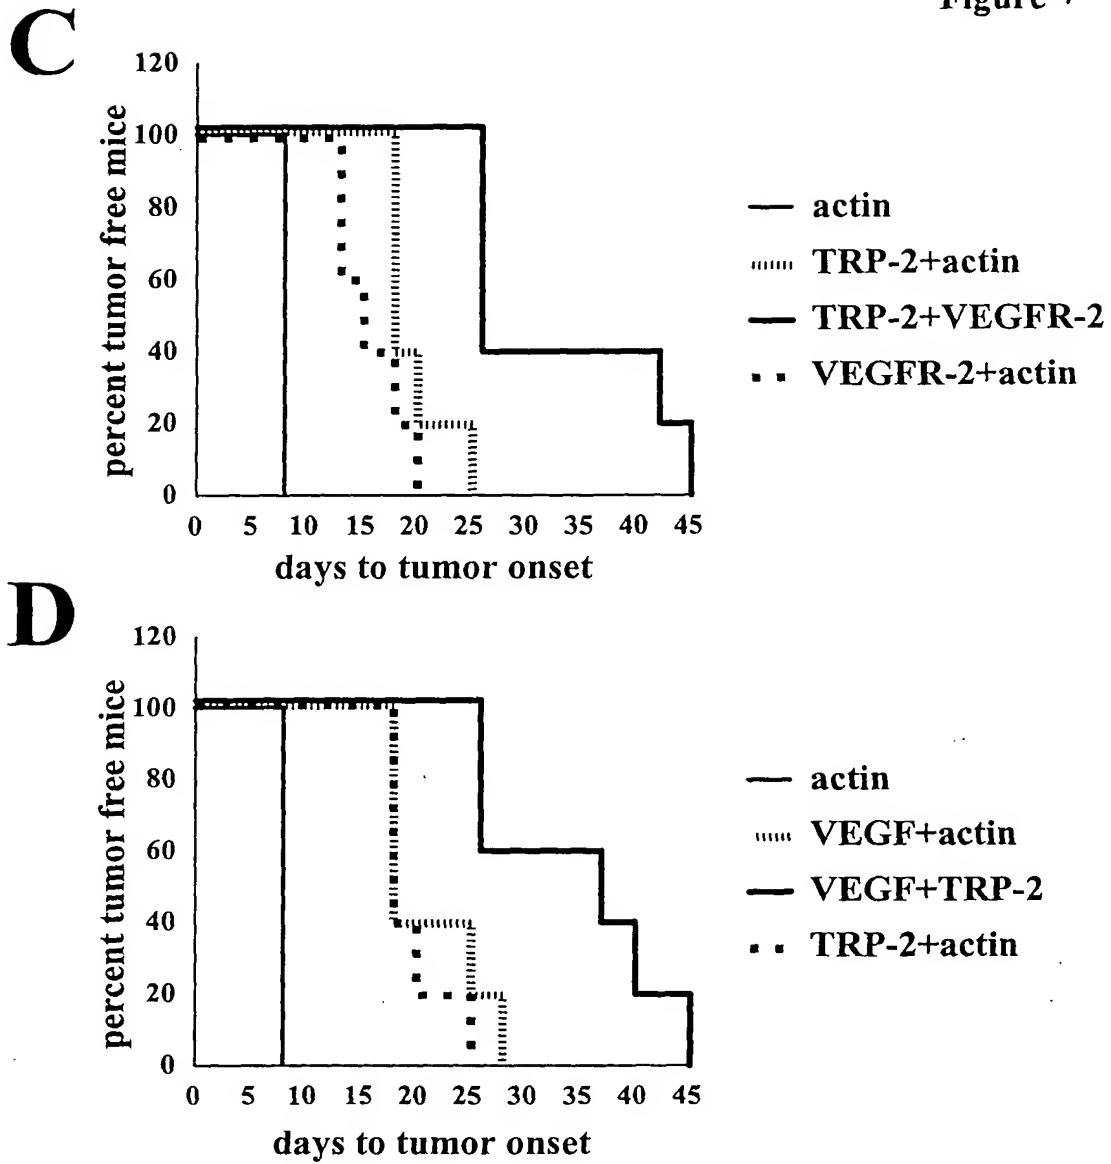 Figure
C
120
100
80
60
40
20
0
percent tumor free mice
0 5 10 15 20 25 30 35 40 45
days to tumor onset
actin
TRP-2+actin
TRP-2+VEGFR-2
VEGFR-2+actin
D
120
100
80
60
40
20
0
percent tumor free mice
0 5 10 15 20 25 30 35 40 45
days to tumor onset
actin
VEGF+actin
VEGF+TRP-2
TRP-2+actin